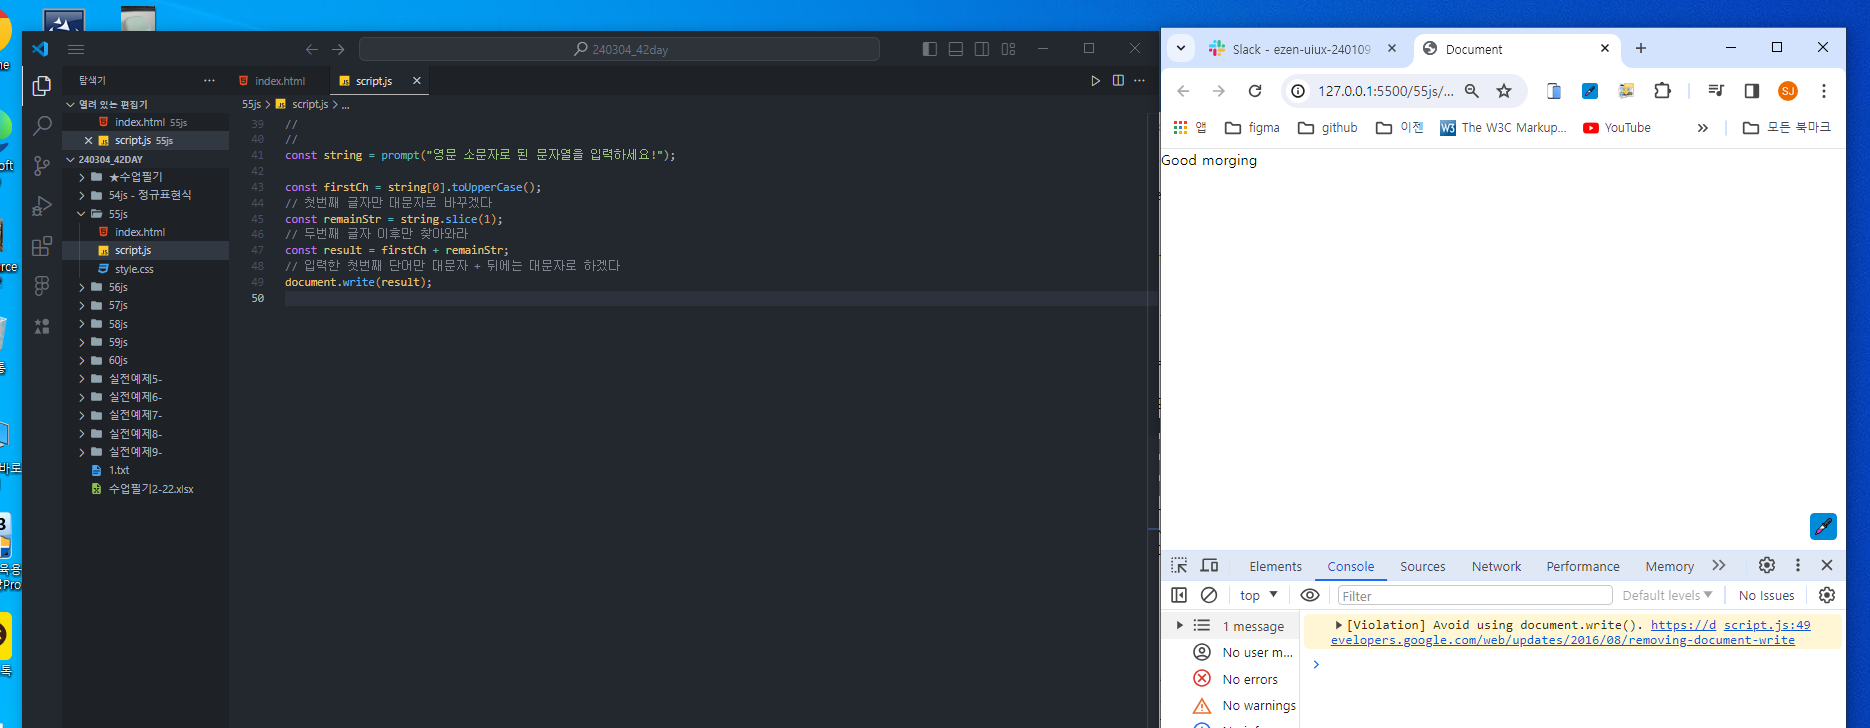 240304_42day
탐색기
열려 있는 편집기
index.html 55js
script.js 55js
240304_42DAY
★수업필기
54js - 정규표현식
55js
index.html
script.js
style.css
56js
57js
58js
59js
60js
실전예제5-
실전예제6-
실전예제7-
실전예제8-
실전예제9-
1.txt
수업필기2-22.xlsx
index.html
script.js
55js > script.js > ...
39 //
40 //
41 const string = prompt("영문 소문자로 된 문자열을 입력하세요!");
42
43 const firstCh = string[0].toUpperCase();
44 // 첫번째 글자만 대문자로 바꾸겠다
45 const remainStr = string.slice(1);
46 // 두번째 글자 이후만 찾아와라
47 const result = firstCh + remainStr;
48 // 입력한 첫번째 단어만 대문자 + 뒤에는 대문자로 하겠다
49 document.write(result);
50
Slack - ezen-uiux-240109
Document
127.0.0.1:5500/55js/...
SJ
앱
figma
github
이젠
W3
The W3C Markup...
YouTube
모든 북마크
Good morging
Elements
Console
Sources
Network
Performance
Memory
top
Filter
Default levels
No Issues
1 message
No user m...
No errors
No warnings
[Violation] Avoid using document.write(). https://d script.js:49
evelopers.google.com/web/updates/2016/08/removing-document-write